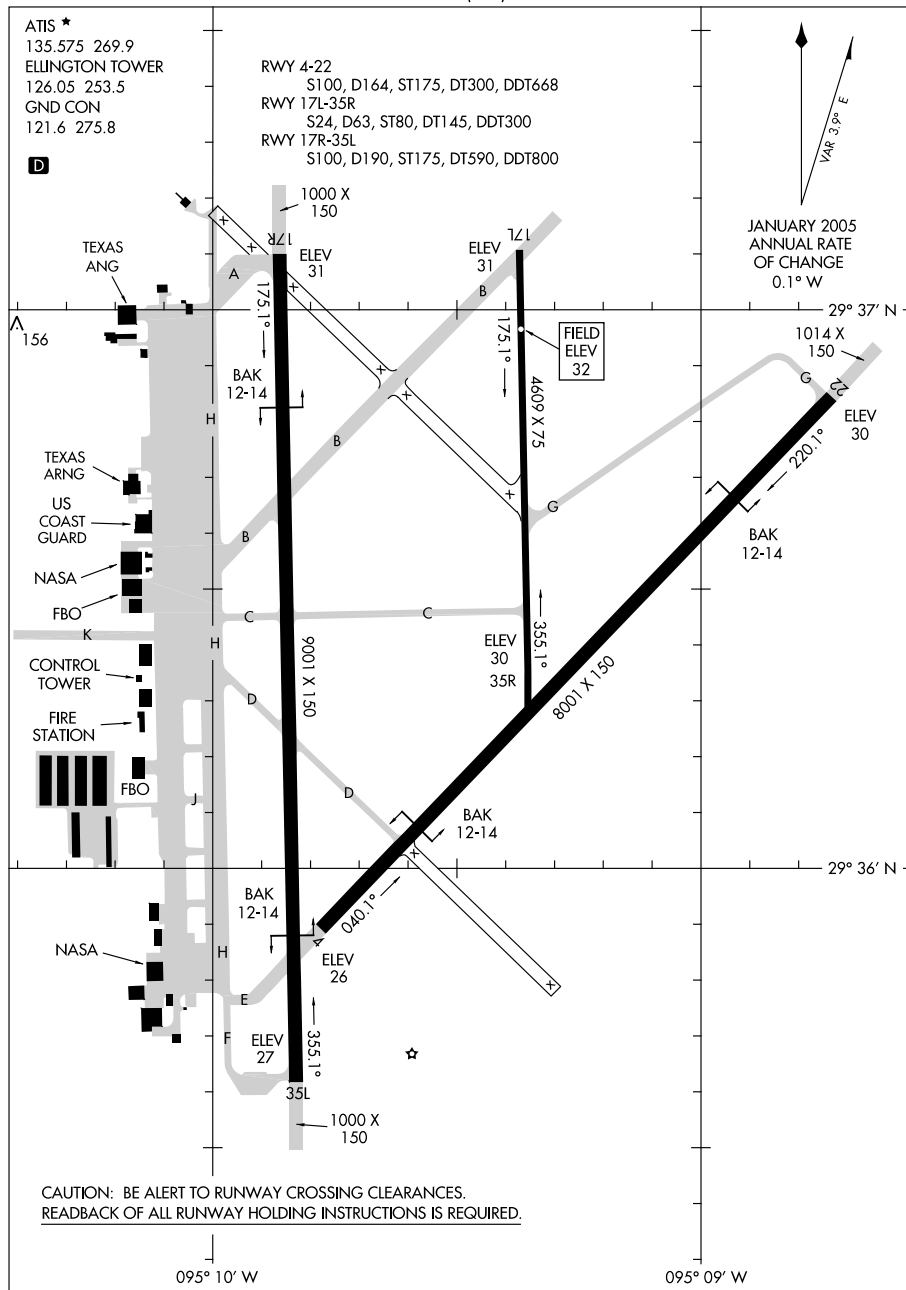 ATIS
135.575 269.9
ELLINGTON TOWER
126.05 253.5
GND CON
121.6 275.8
D
RWY 4-22
S100, D164, ST175, DT300, DDT668
RWY 17L-35R
S24, D63, ST80, DT145, DDT300
RWY 17R-35L
S100, D190, ST175, DT590, DDT800
VAR 3.9° E
JANUARY 2005
ANNUAL RATE
OF CHANGE
0.1° W
1000 X
150
17R
ELEV
31
17L
ELEV
31
TEXAS
ANG
A
B
175.1°
175.1°
FIELD
ELEV
32
29° 37' N
156
1014 X
150
BAK
12-14
4609 X 75
G
22
ELEV
30
H
B
220.1°
TEXAS
ARNG
US
COAST
GUARD
G
BAK
12-14
B
NASA
FBO
C
C
K
H
9001 X 150
ELEV
30
35R
355.1°
CONTROL
TOWER
D
8001 X 150
FIRE
STATION
FBO
J
D
BAK
12-14
29° 36' N
BAK
12-14
040.1°
4
ELEV
26
NASA
H
E
F
ELEV
27
355.1°
35L
1000 X
150
CAUTION: BE ALERT TO RUNWAY CROSSING CLEARANCES.
READBACK OF ALL RUNWAY HOLDING INSTRUCTIONS IS REQUIRED.
095° 10' W
095° 09' W
X
X
X
X
X
X
X
X